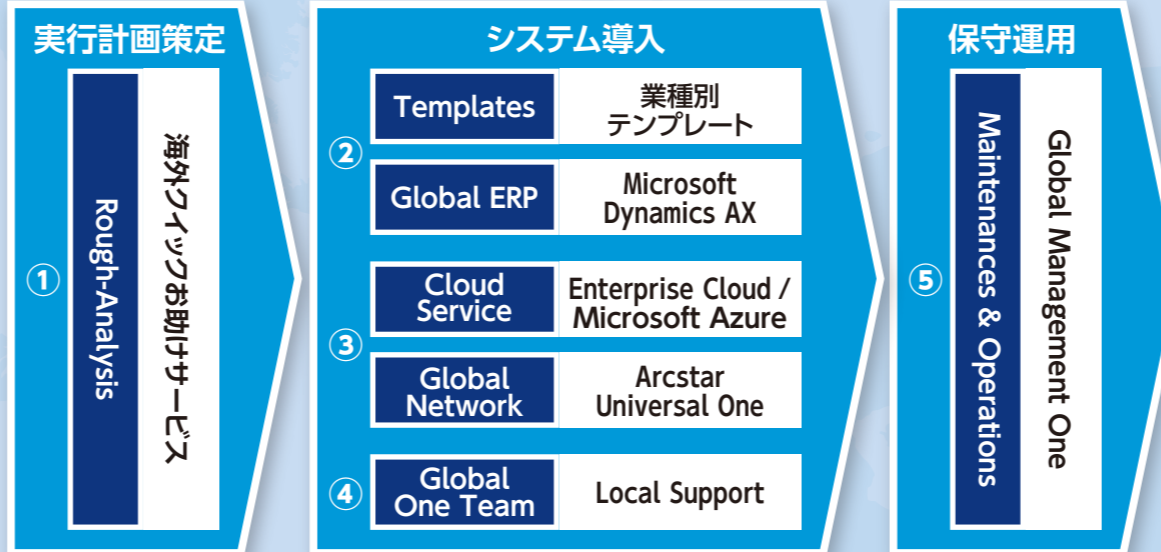 実行計画策定
①
Rough-Analysis
海外クイックお助けサービス
システム導入
②
Templates
業種別
テンプレート
Global ERP
Microsoft
Dynamics AX
③
Cloud
Service
Enterprise Cloud /
Microsoft Azure
Global
Network
Arcstar
Universal One
④
Global
One Team
Local Support
保守運用
⑤
Maintenances & Operations
Global Management One